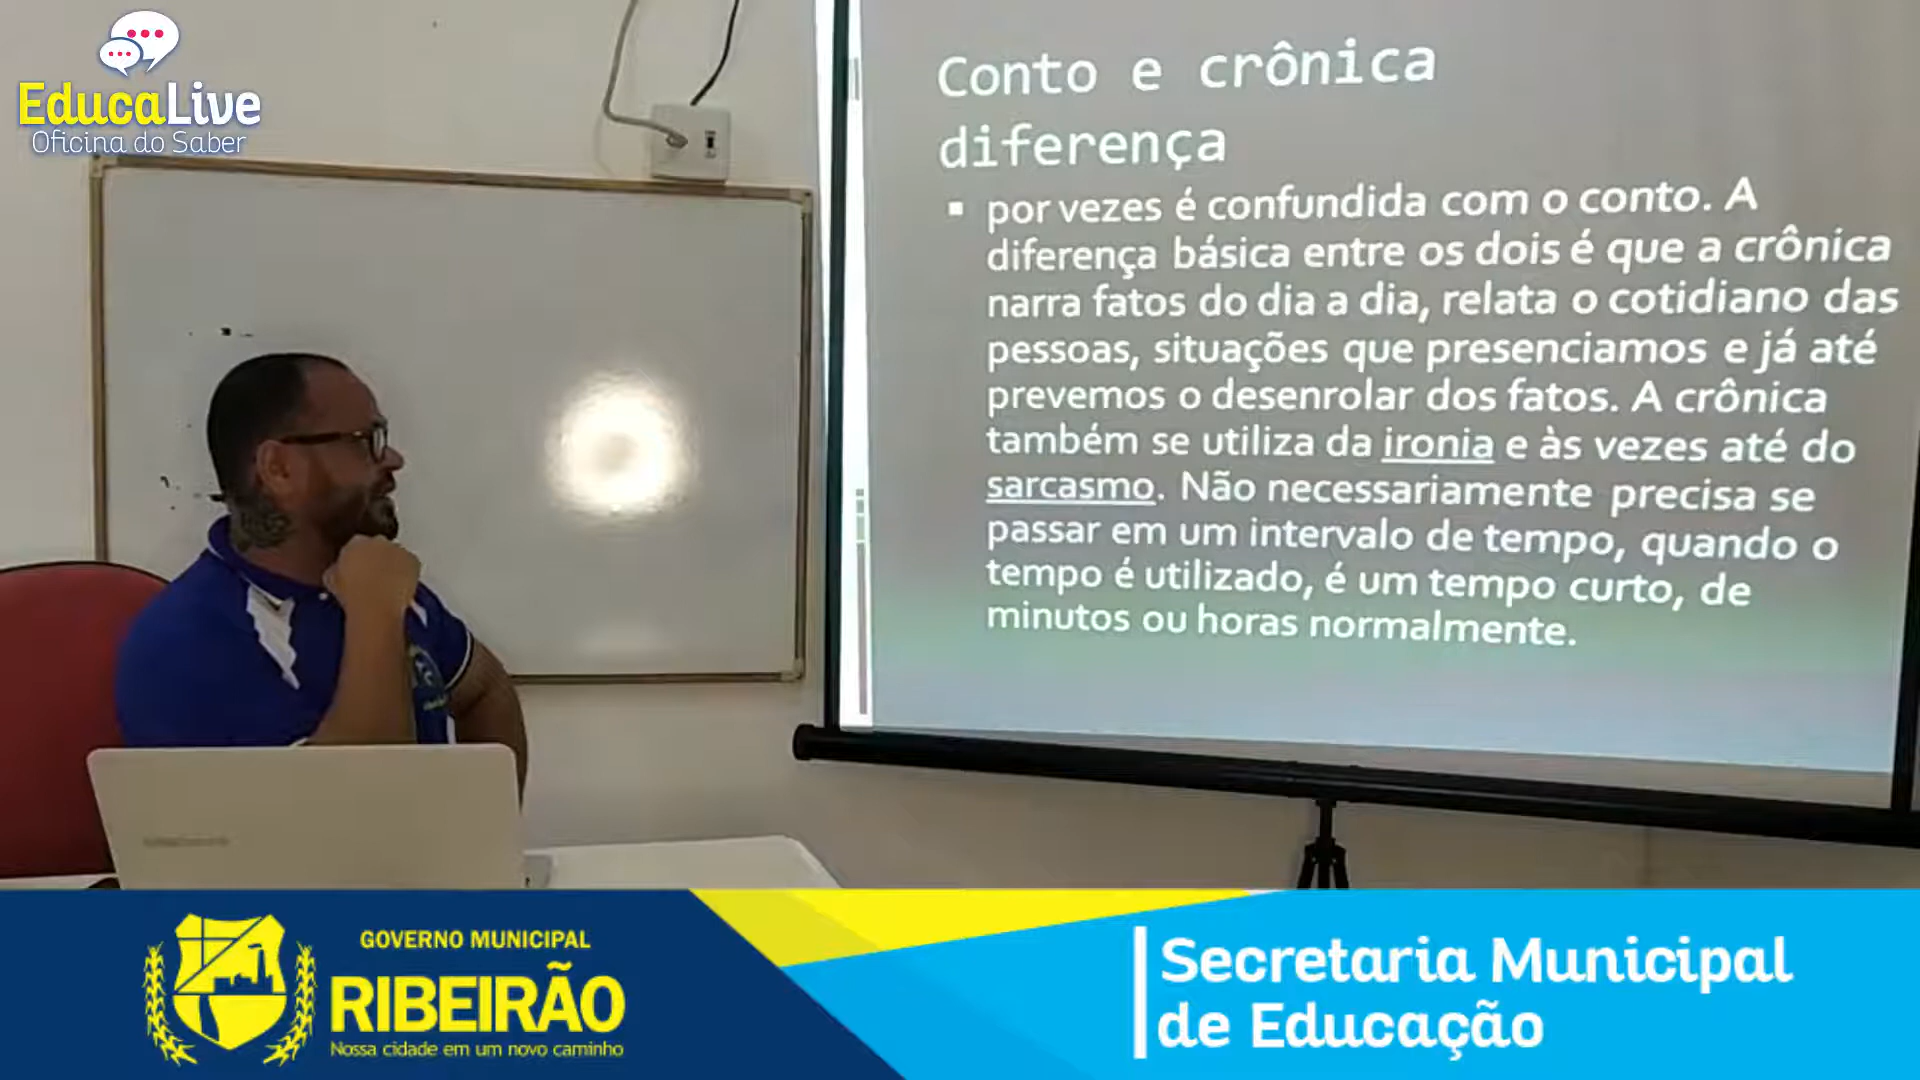 EducaLive
Oficina do Saber
Conto e crônica
diferença
▪ por vezes é confundida com o conto. A
diferença básica entre os dois é que a crônica
narra fatos do dia a dia, relata o cotidiano das
pessoas, situações que presenciamos e já até
prevemos o desenrolar dos fatos. A crônica
também se utiliza da ironia e às vezes até do
sarcasmo. Não necessariamente precisa se
passar em um intervalo de tempo, quando o
tempo é utilizado, é um tempo curto, de
minutos ou horas normalmente.
GOVERNO MUNICIPAL
RIBEIRÃO
Nossa cidade em um novo caminho
Secretaria Municipal
de Educação